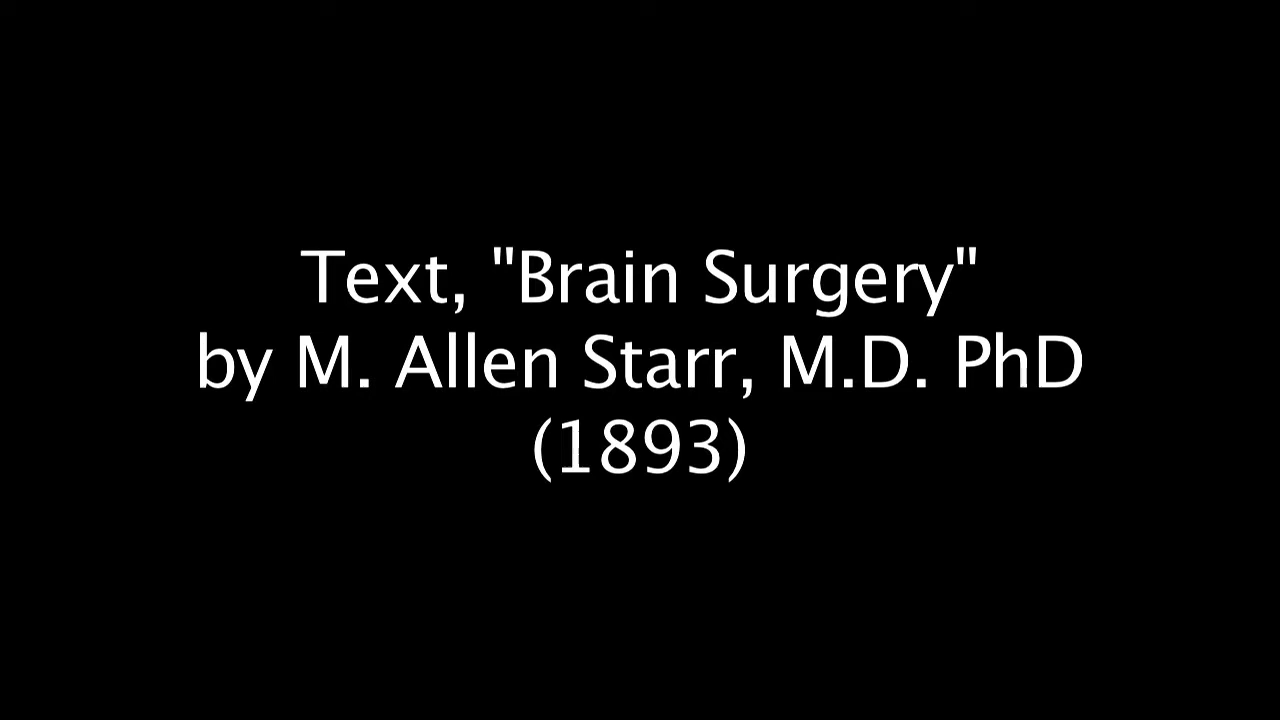 Text, "Brain Surgery"
by M. Allen Starr, M.D. PhD
(1893)